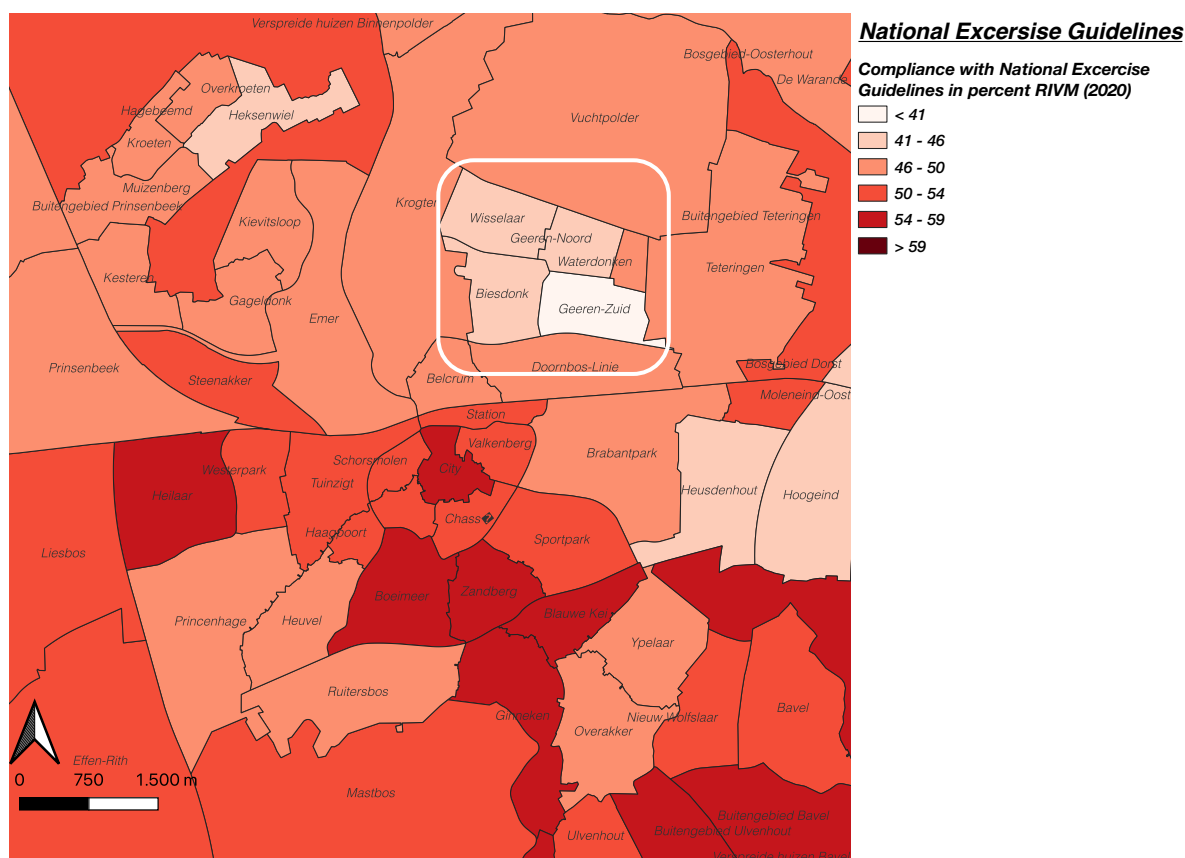 National Excersise Guidelines
Compliance with National Excercise
Guidelines in percent RIVM (2020)
< 41
41 - 46
46 - 50
50 - 54
54 - 59
> 59
Verspreide huizen Binnenpolder
Bosgebied-Oosterhout
De Warande
Overkroeten
Hagebeemd
Heksenwiel
Vuchtpolder
Kroeten
Muizenberg
Buitengebied Prinsenbeek
Krogten
Wisselaar
Buitengebied Teteringen
Kievitsloop
Geeren-Noord
Waterdonken
Teteringen
Kesteren
Gageldonk
Biesdonk
Geeren-Zuid
Emer
Prinsenbeek
Doornbos-Linie
Bosgebied Dorst
Steenakker
Belcrum
Moleneind-Oost
Station
Valkenberg
Brabantpark
Schorsmolen
City
Westerpark
Tuinzigt
Heilaar
Heusdenhout
Hoogeind
Chass�
Haagpoort
Sportpark
Liesbos
Boeimeer
Zandberg
Blauwe Kei
Princenhage
Heuvel
Ypelaar
Ruitersbos
Ginneken
Nieuw Wolfslaar
Bavel
Overakker
Effen-Rith
0 750 1.500 m
Mastbos
Buitengebied Bavel
Buitengebied Ulvenhout
Ulvenhout
Verspreide huizen Bavel